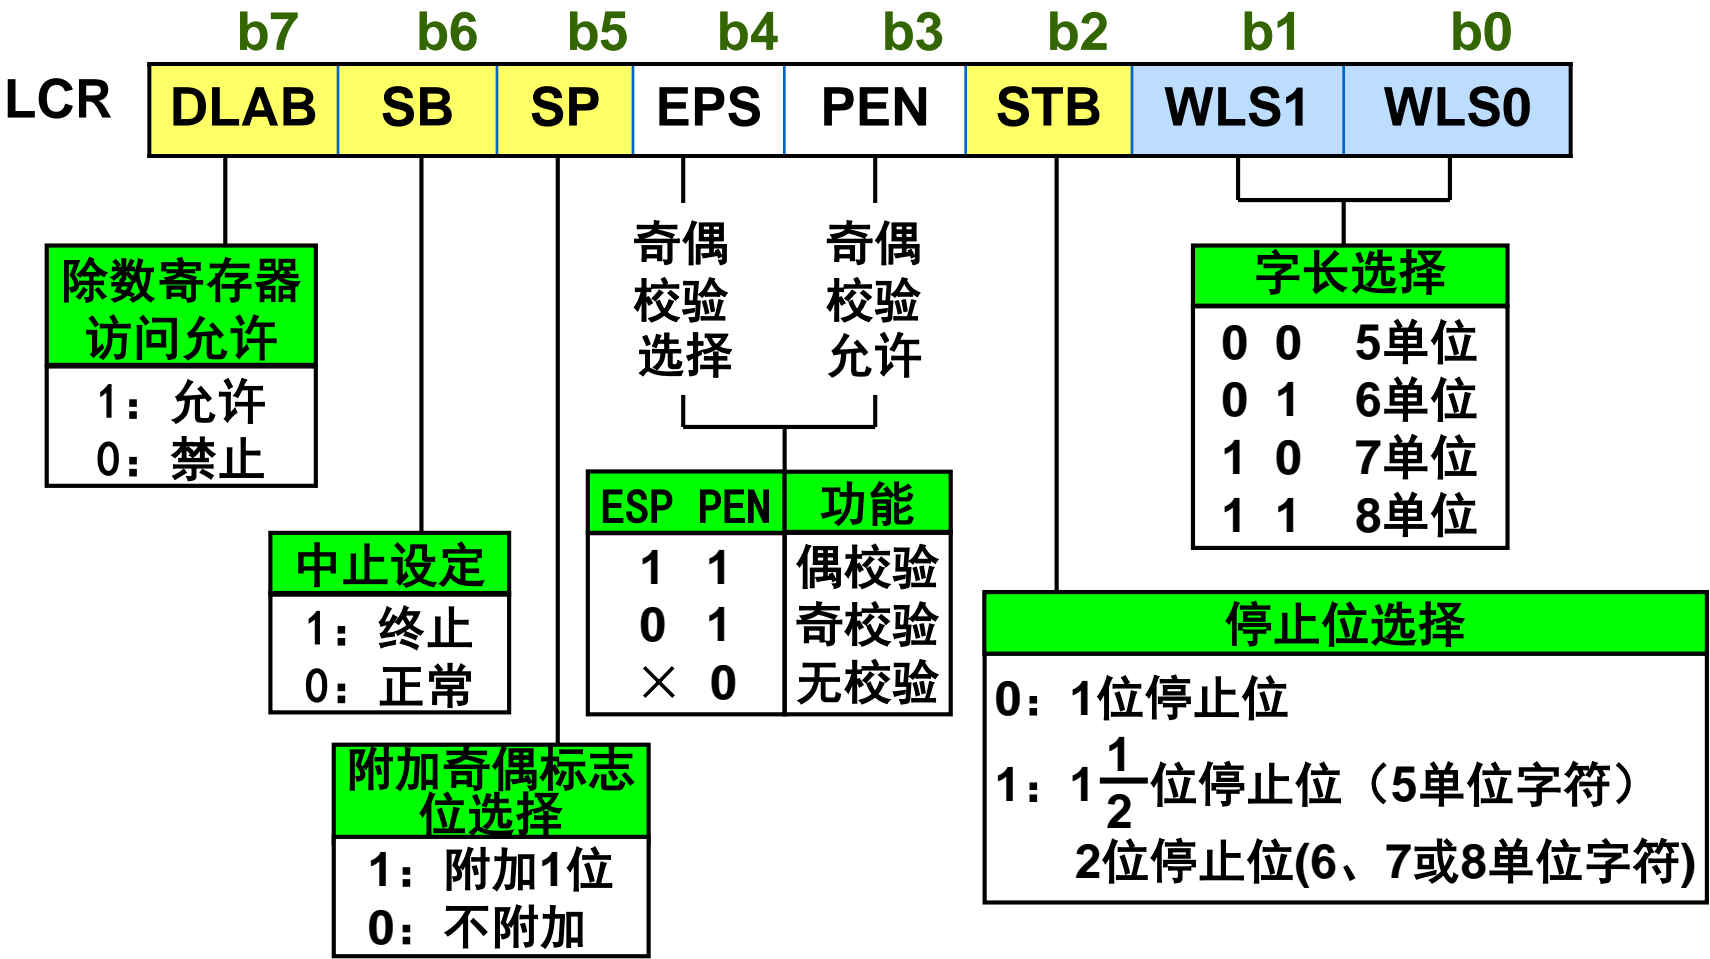 b7 b6 b5 b4 b3 b2 b1 b0
LCR DLAB SB SP EPS PEN STB WLS1 WLS0
除数寄存器
访问允许
1：允许
0：禁止
中止设定
1：终止
0：正常
附加奇偶标志
位选择
1：附加1位
0：不附加
奇偶
校验
选择
奇偶
校验
允许
ESP PEN 功能
1 1 偶校验
0 1 奇校验
× 0 无校验
停止位选择
0：1位停止位
1：1 1/2 位停止位（5单位字符）
2位停止位(6、7或8单位字符)
字长选择
0 0 5单位
0 1 6单位
1 0 7单位
1 1 8单位